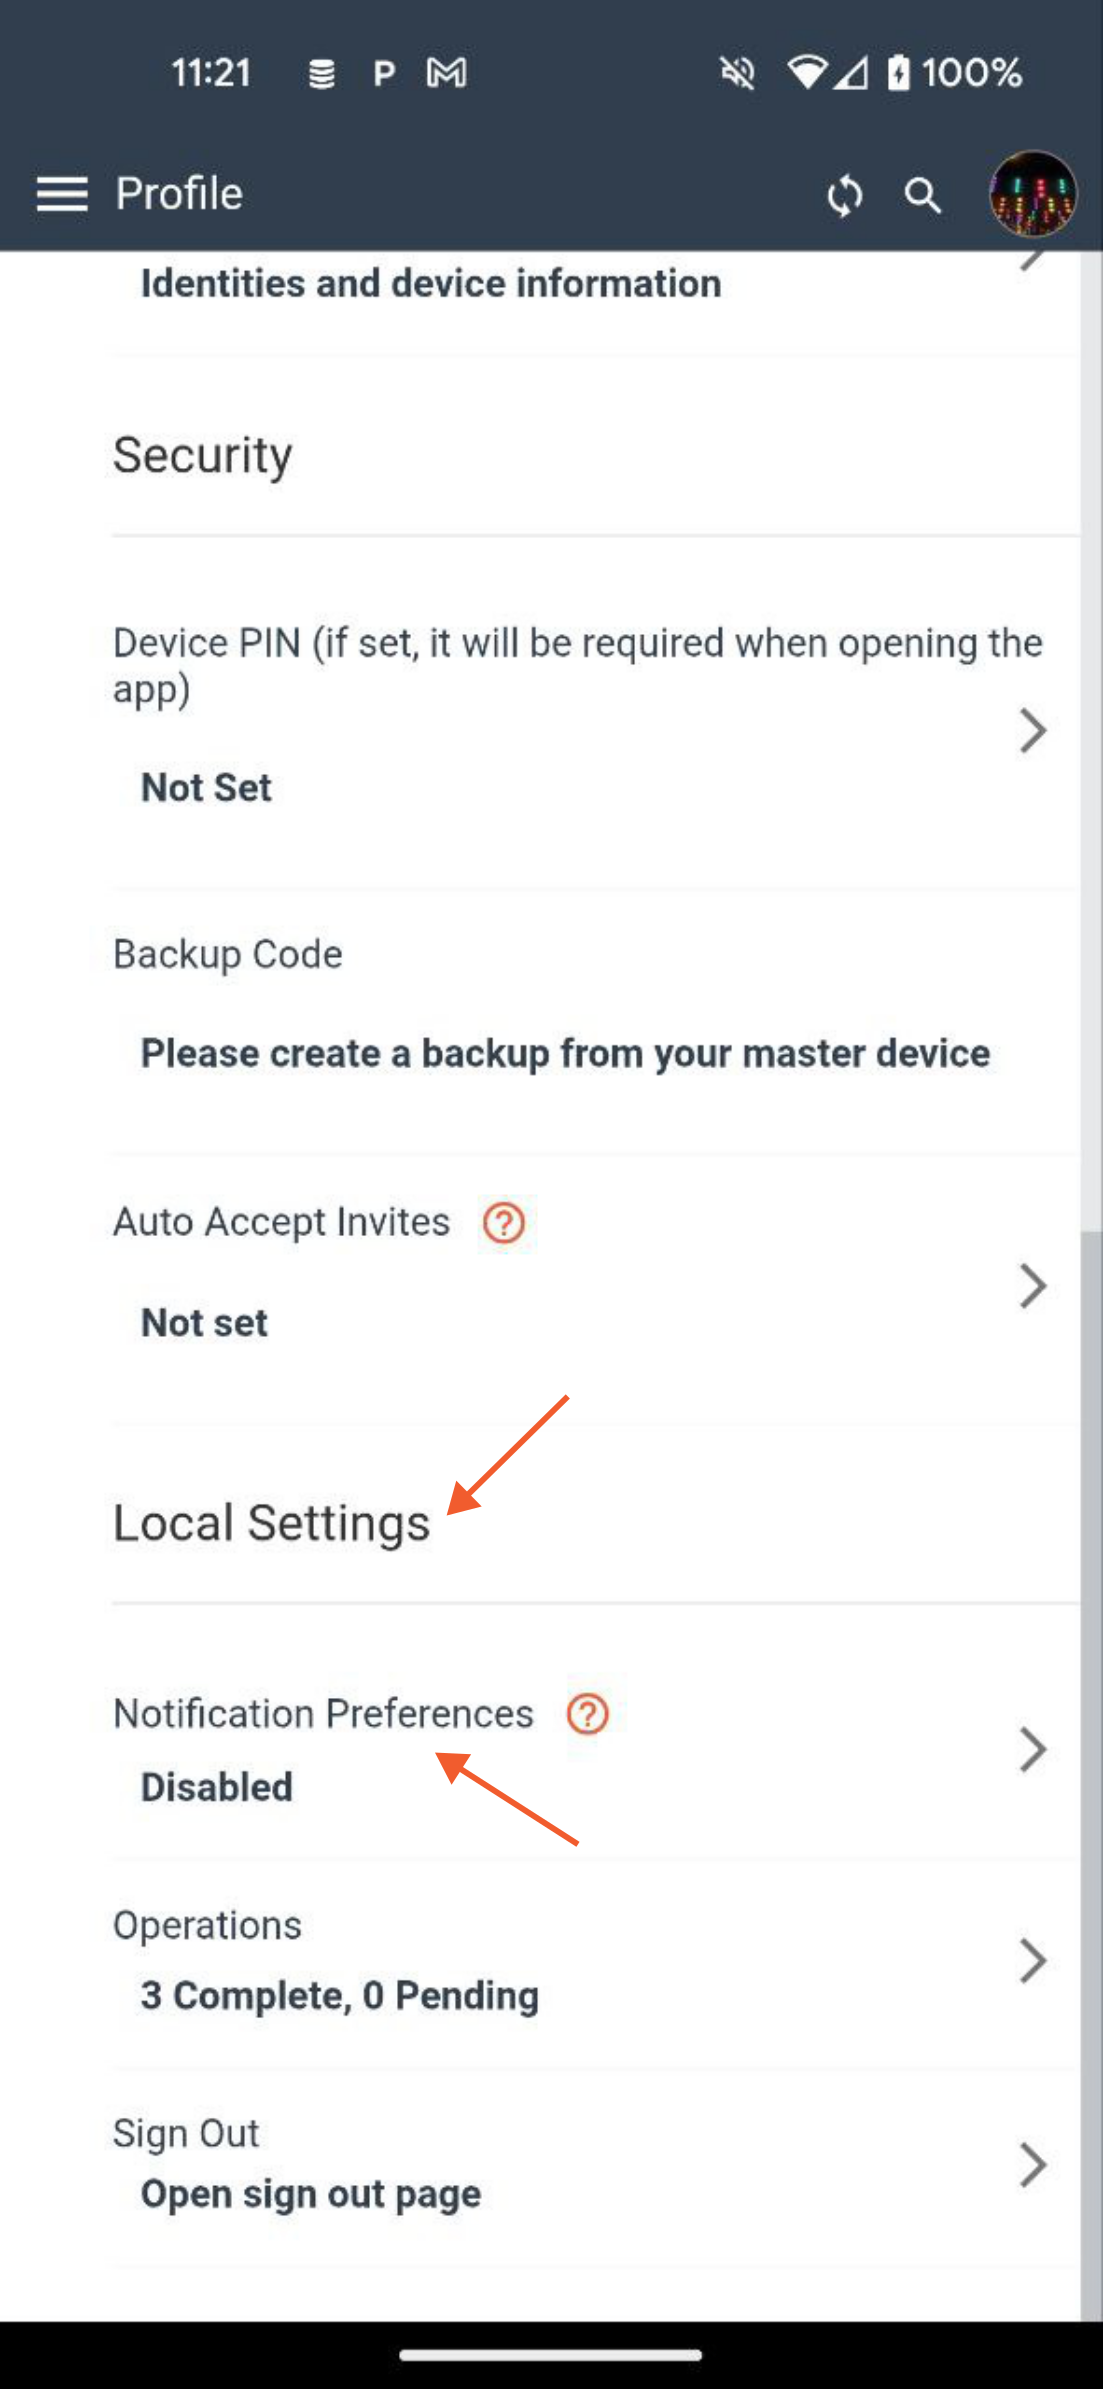 11:21 P 100%
Profile
Identities and device information
Security
Device PIN (if set, it will be required when opening the
app)
Not Set
Backup Code
Please create a backup from your master device
Auto Accept Invites ?
Not set
Local Settings
Notification Preferences ?
Disabled
Operations
3 Complete, 0 Pending
Sign Out
Open sign out page